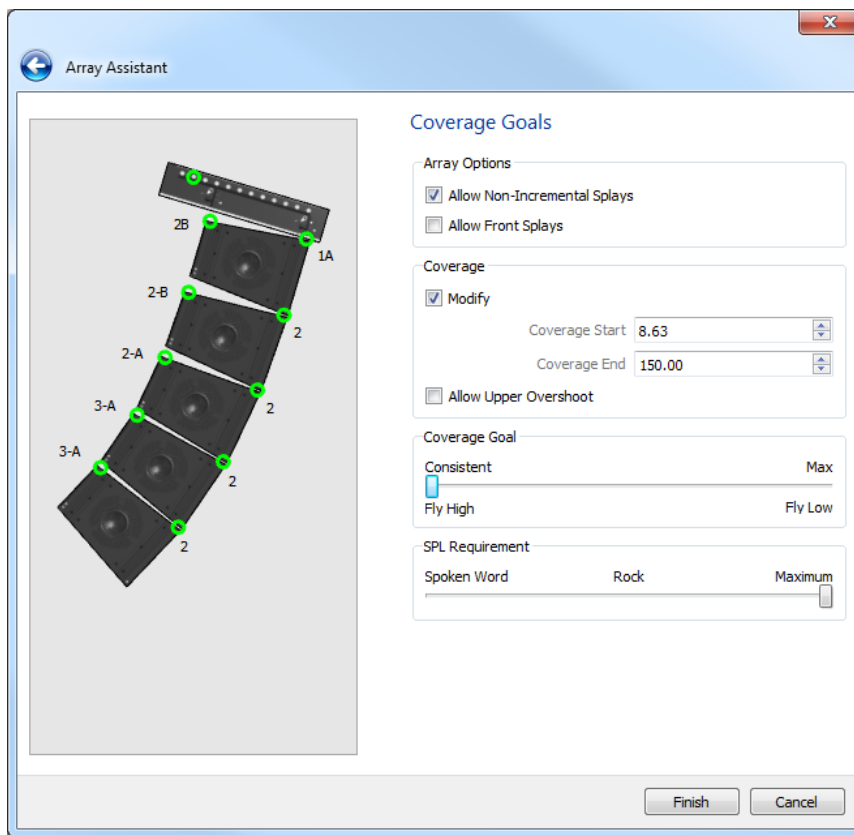 Array Assistant
2B
1A
2-B
2
2-A
2
3-A
2
3-A
2
Coverage Goals
Array Options
Allow Non-Incremental Splays
Allow Front Splays
Coverage
Modify
Coverage Start 8.63
Coverage End 150.00
Allow Upper Overshoot
Coverage Goal
Consistent Max
Fly High Fly Low
SPL Requirement
Spoken Word Rock Maximum
Finish Cancel